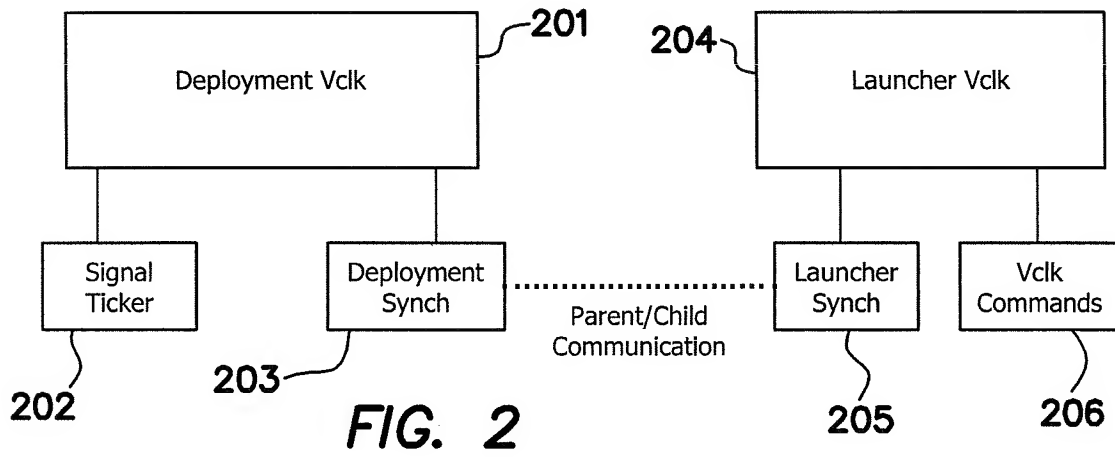 201
204
Deployment Vclk
Launcher Vclk
Signal
Ticker
Deployment
Synch
Parent/Child
Communication
Launcher
Synch
Vclk
Commands
202
203
205
206
FIG. 2